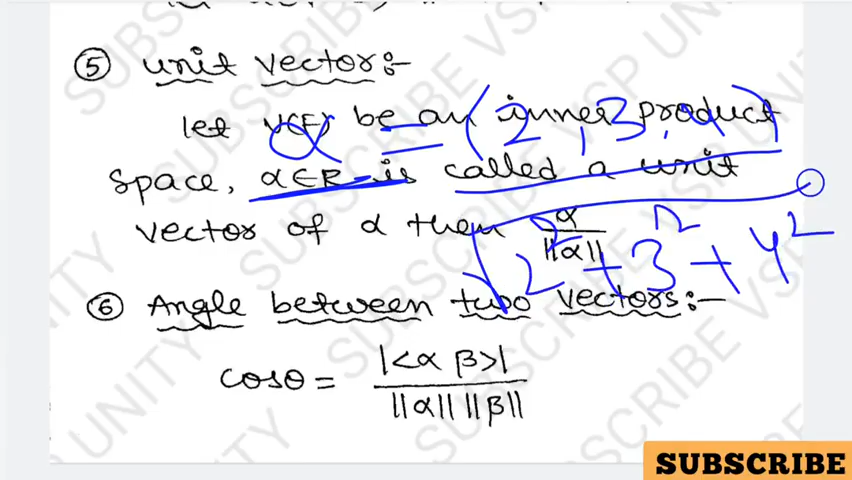 ⑤ unit vector:-
let V(F) be an inner product
space, α∈R is called a unit
vector of α then α/||α||
α = (2, 3, 4)
√2²+3²+4²
⑥ Angle between two vectors:-
cosθ = |<α β>| / ||α|| ||β||
SUBSCRIBE